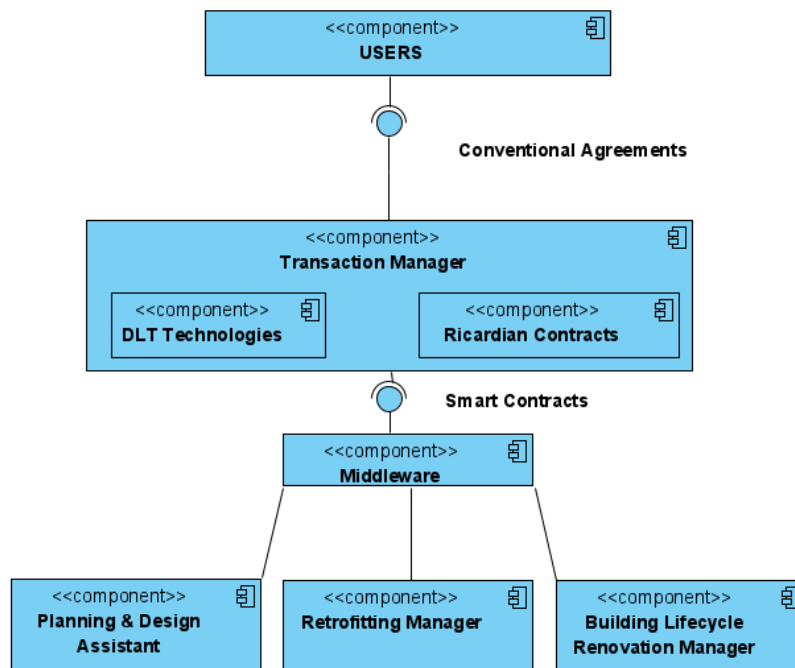 <<component>>
USERS
Conventional Agreements
<<component>>
Transaction Manager
<<component>>
DLT Technologies
<<component>>
Ricardian Contracts
Smart Contracts
<<component>>
Middleware
<<component>>
Planning & Design
Assistant
<<component>>
Retrofitting Manager
<<component>>
Building Lifecycle
Renovation Manager